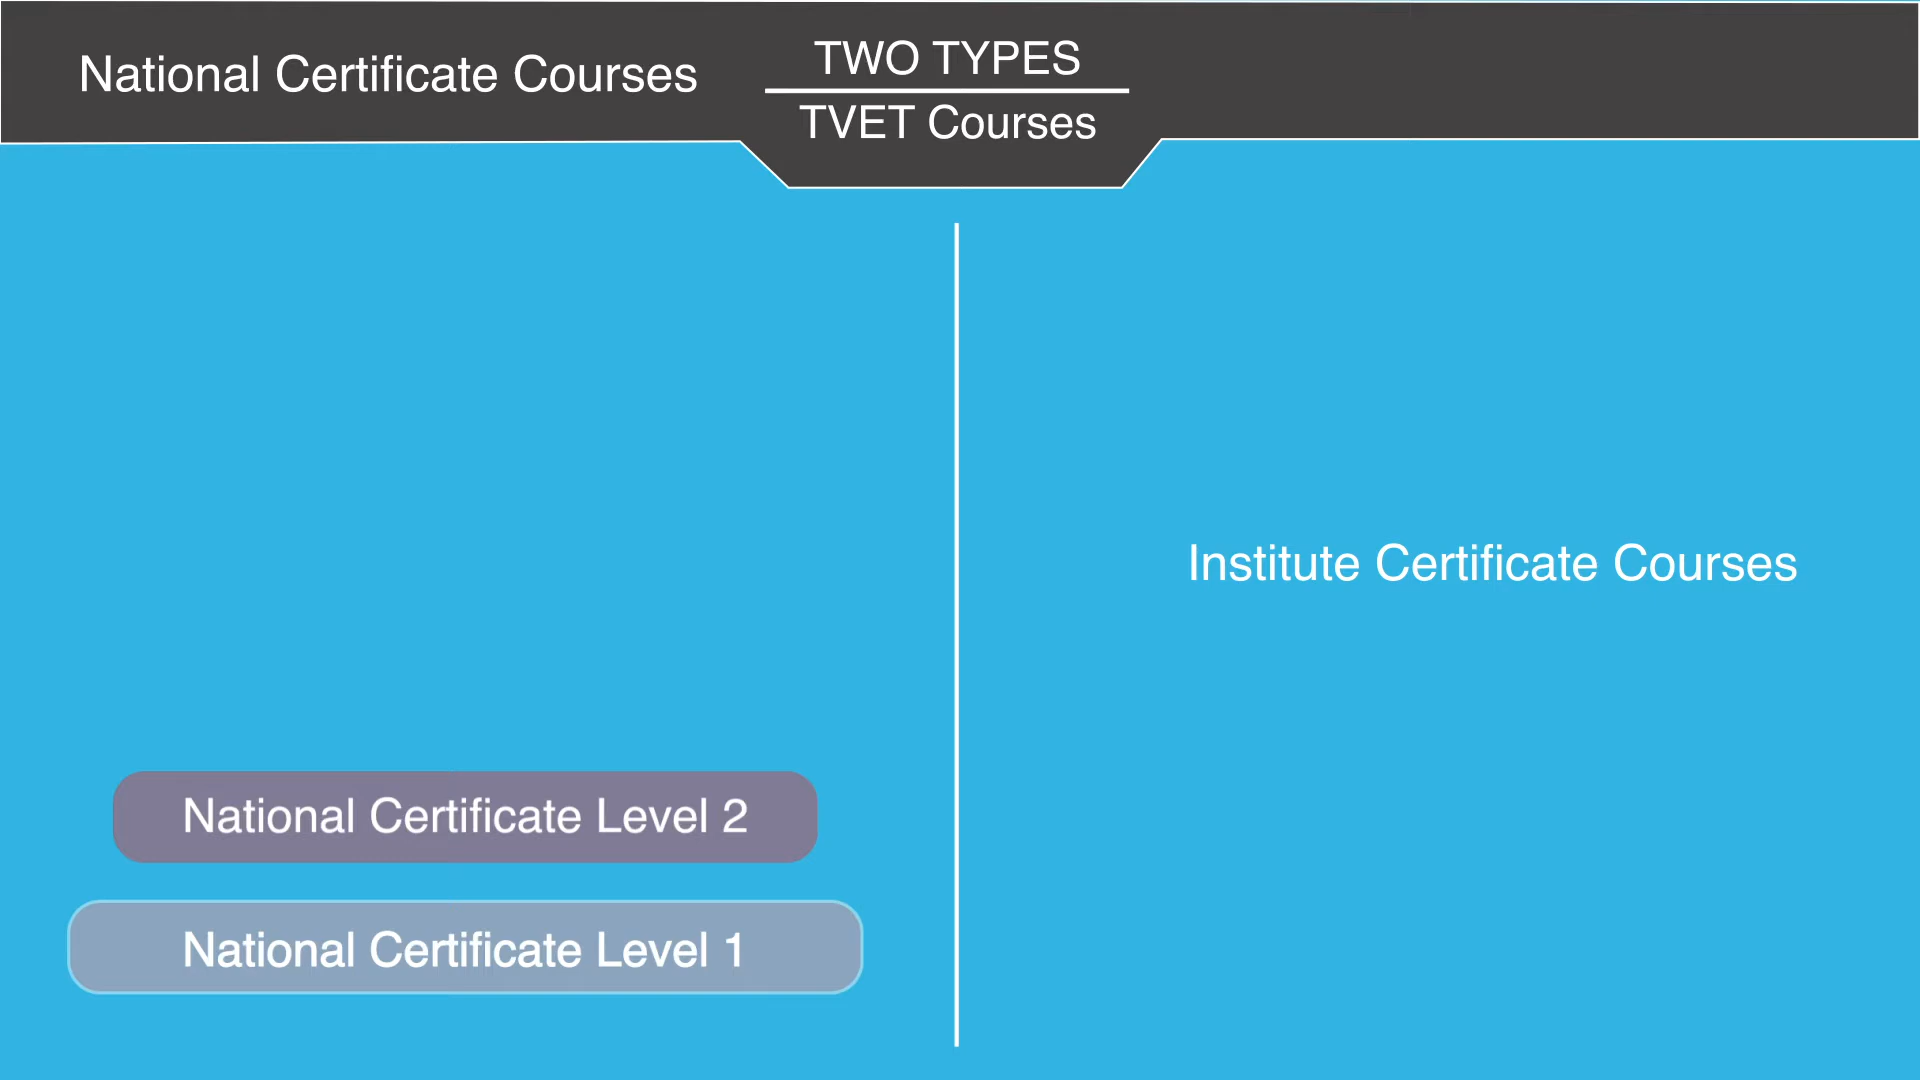 National Certificate Courses
TWO TYPES
TVET Courses
Institute Certificate Courses
National Certificate Level 2
National Certificate Level 1